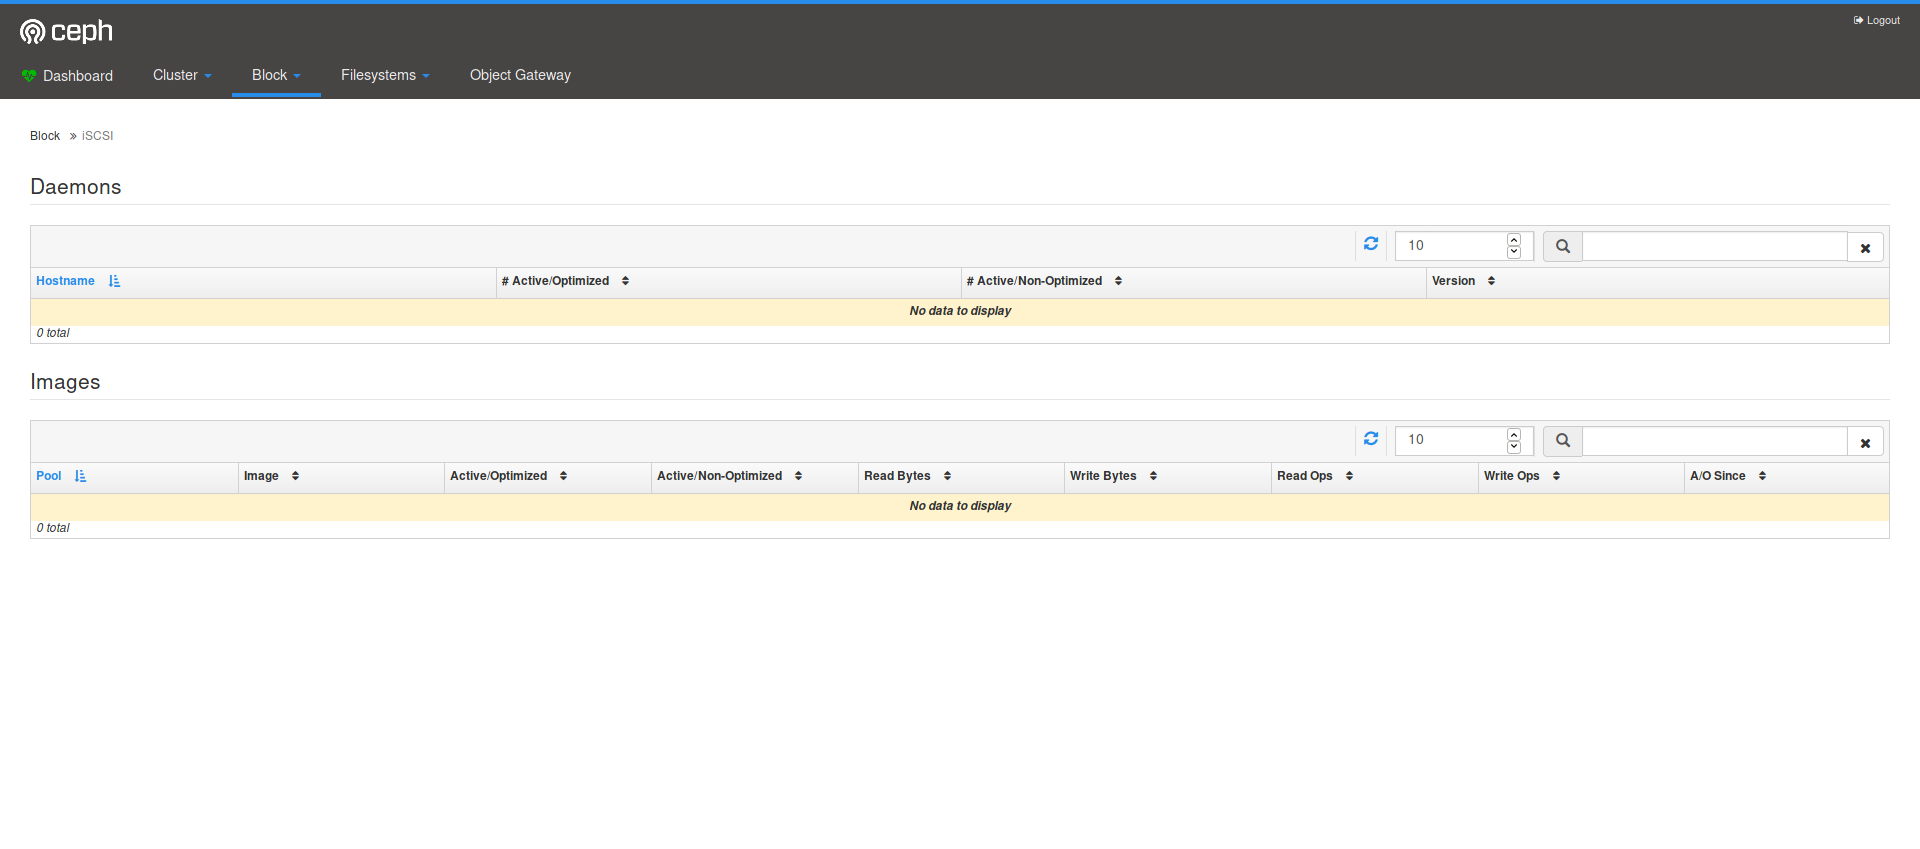 ceph
Logout
Dashboard Cluster Block Filesystems Object Gateway
Block » iSCSI
Daemons
10
Hostname # Active/Optimized # Active/Non-Optimized Version
No data to display
0 total
Images
10
Pool Image Active/Optimized Active/Non-Optimized Read Bytes Write Bytes Read Ops Write Ops A/O Since
No data to display
0 total